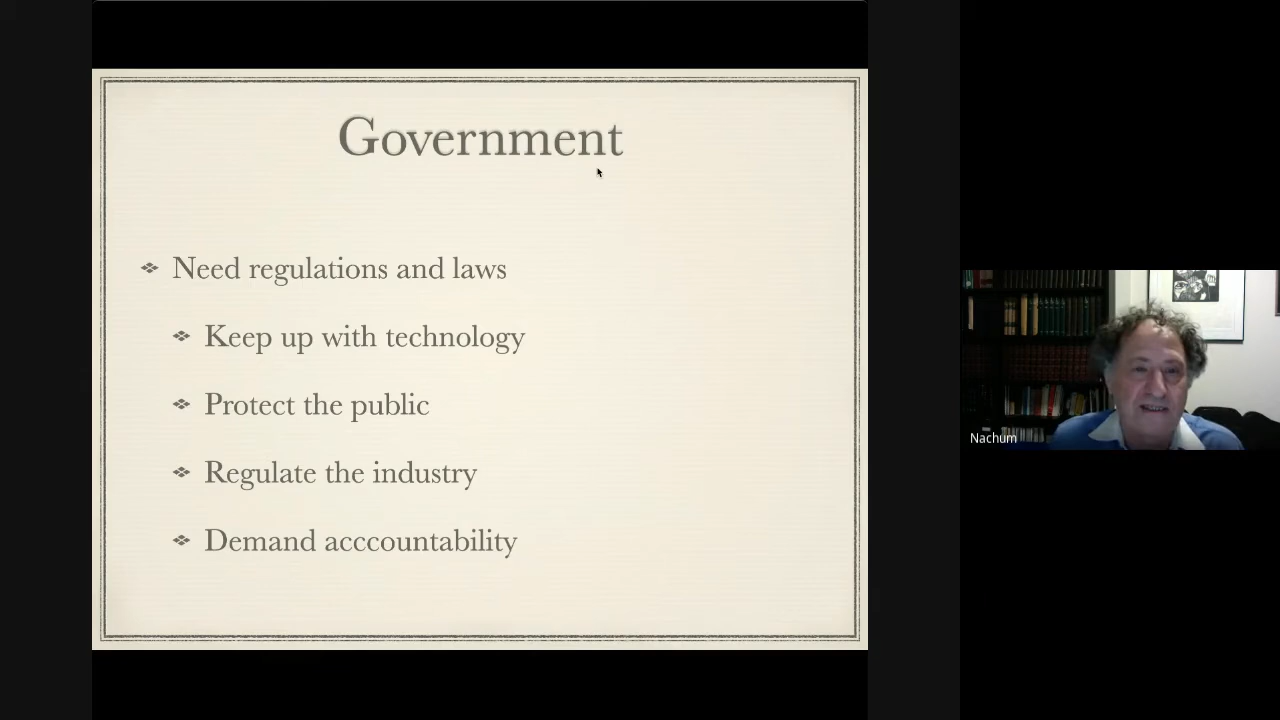 Government
Need regulations and laws
Keep up with technology
Protect the public
Regulate the industry
Demand acccountability
Nachum